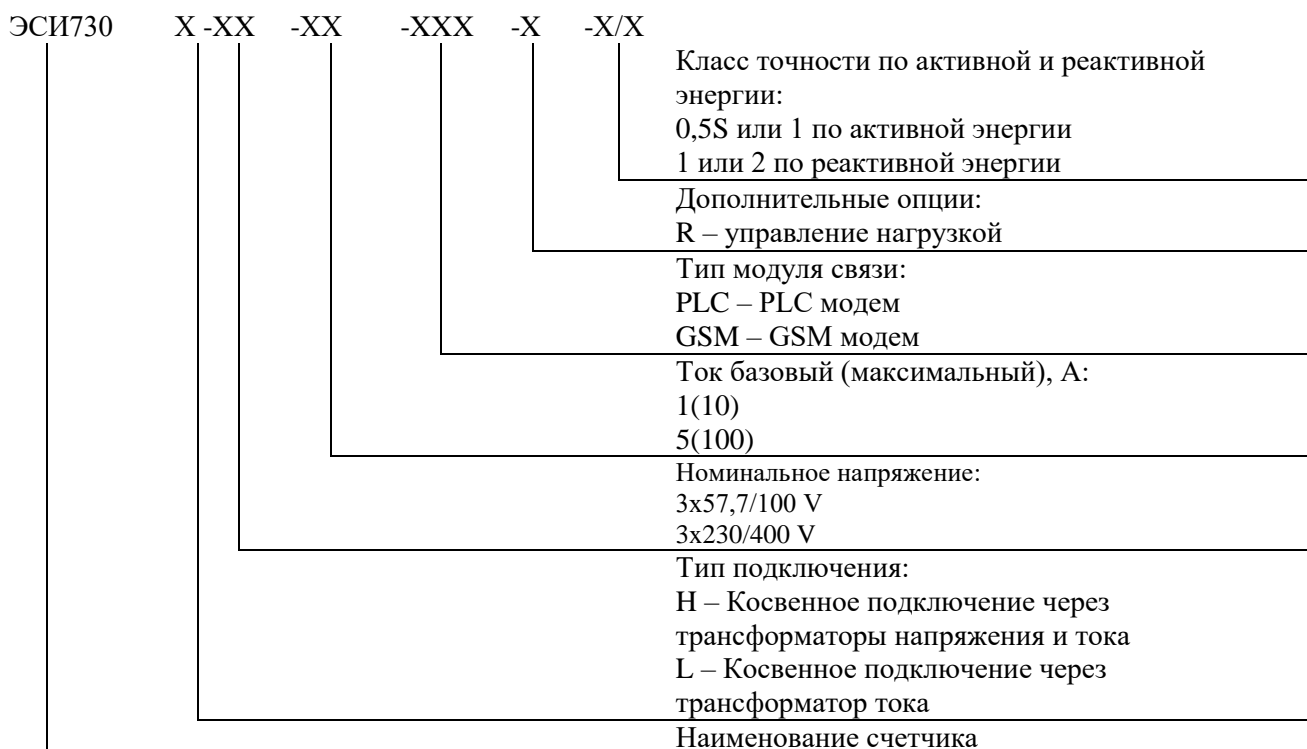 ЭСИ730 X -XX -XX -XXX -X -X/X
Класс точности по активной и реактивной
энергии:
0,5S или 1 по активной энергии
1 или 2 по реактивной энергии
Дополнительные опции:
R – управление нагрузкой
Тип модуля связи:
PLC – PLC модем
GSM – GSM модем
Ток базовый (максимальный), А:
1(10)
5(100)
Номинальное напряжение:
3x57,7/100 V
3x230/400 V
Тип подключения:
H – Косвенное подключение через
трансформаторы напряжения и тока
L – Косвенное подключение через
трансформатор тока
Наименование счетчика